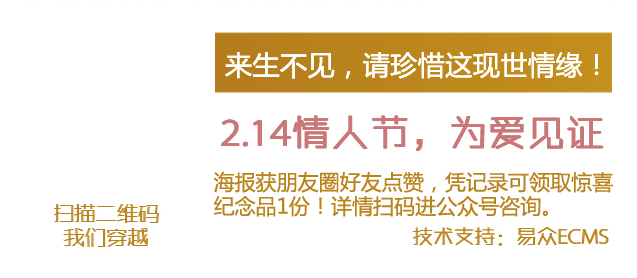 来生不见，请珍惜这现世情缘！
2.14情人节，为爱见证
海报获朋友圈好友点赞，凭记录可领取惊喜
纪念品1份！详情扫码进公众号咨询。
扫描二维码
我们穿越
技术支持：易众ECMS